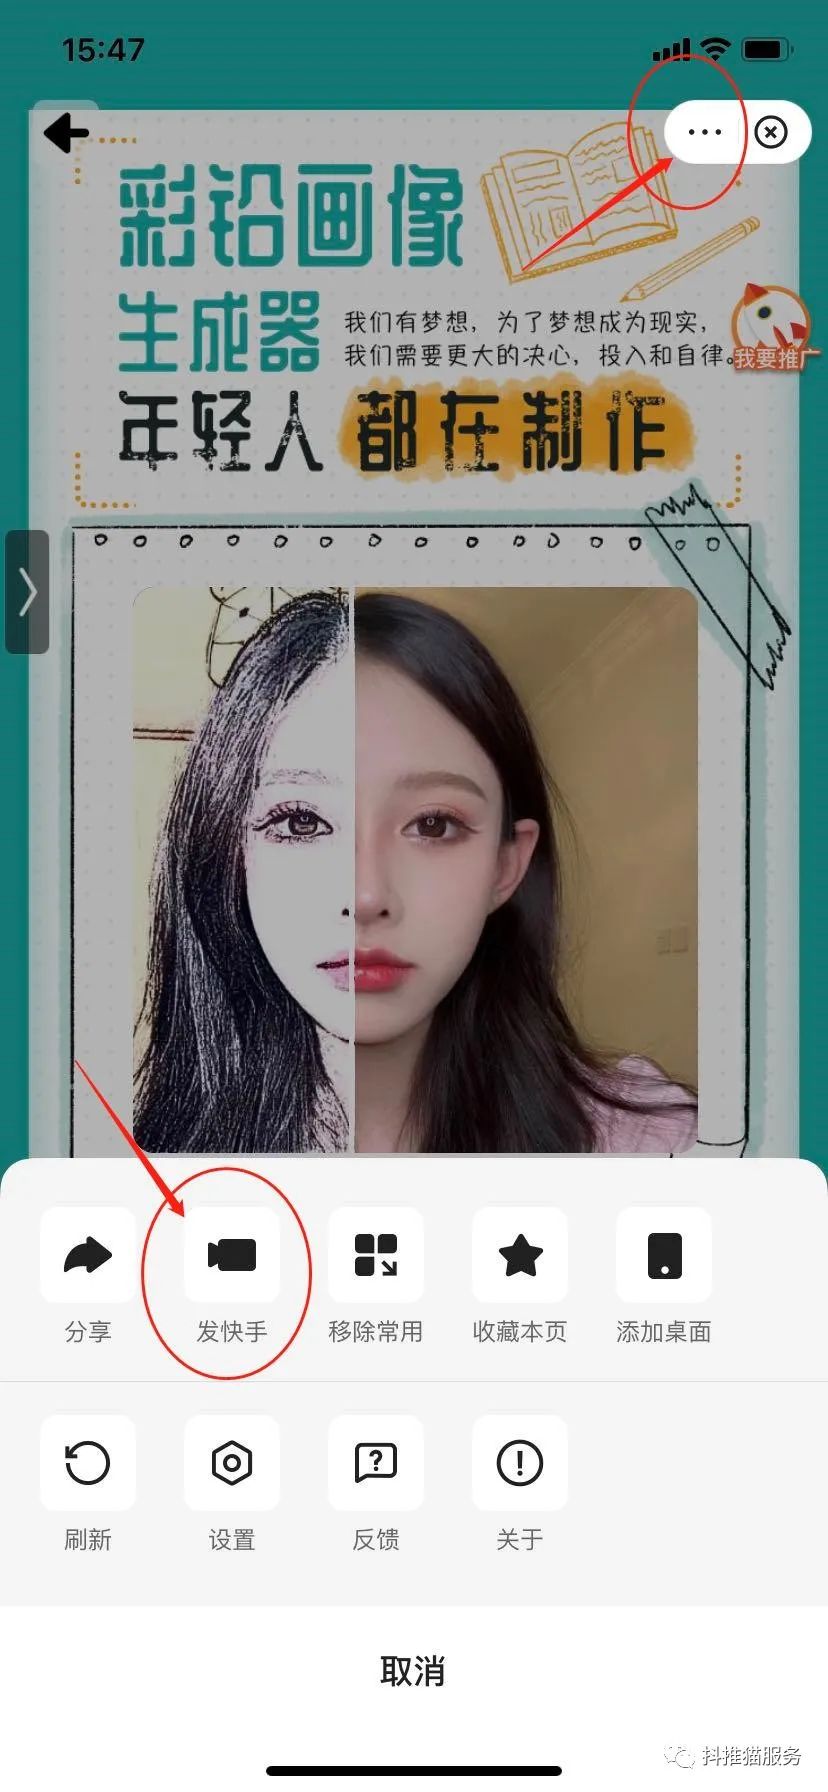 15:47
彩铅画像
生成器
我们有梦想，为了梦想成为现实，
我们需要更大的决心，投入和自律。
我要推广
年轻人都在制作
分享
发快手
移除常用
收藏本页
添加桌面
刷新
设置
反馈
关于
取消
抖推猫服务